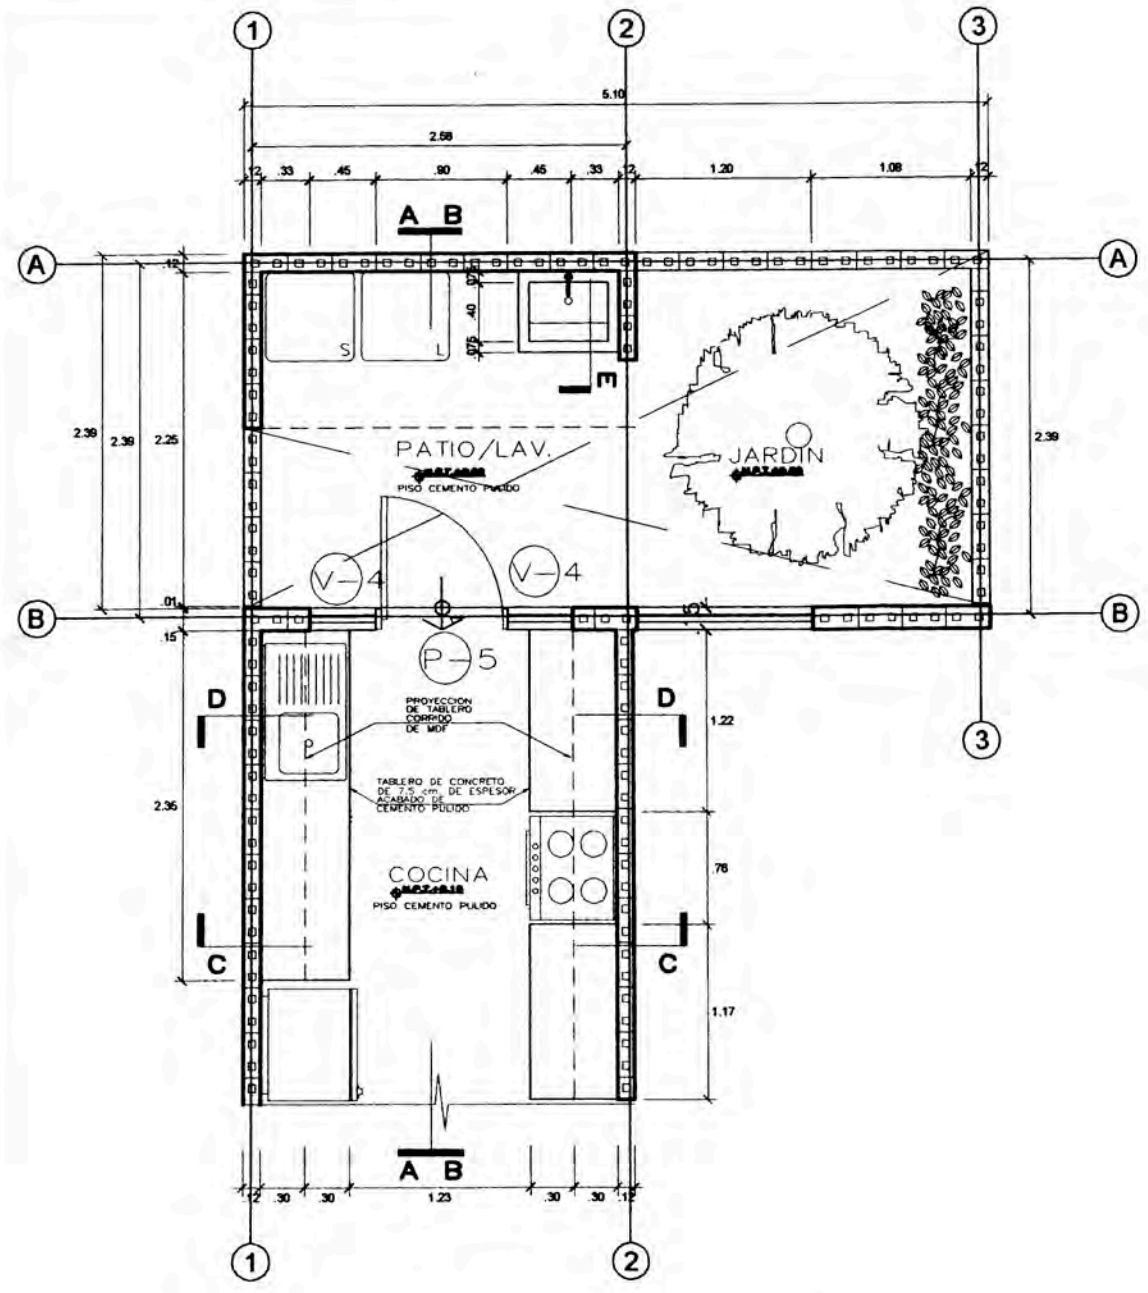 1
2
3
5.10
2.58
.12
.33
.45
.90
.45
.33
.12
1.20
1.08
.12
A B
A
A
.12
.075
.40
.075
S
L
E
2.39
2.39
2.25
2.39
PATIO/LAV.
PISO CEMENTO PULIDO
JARDIN
V-4
V-4
.01
B
B
.15
P-5
D
D
PROYECCION
DE TABLERO
CORRIDO
DE MDF
1.22
3
TABLERO DE CONCRETO
DE 7.5 cm. DE ESPESOR
ACABADO DE
CEMENTO PULIDO
2.35
COCINA
PISO CEMENTO PULIDO
.78
C
C
1.17
A B
.12
.30
.30
1.23
.30
.30
.12
1
2